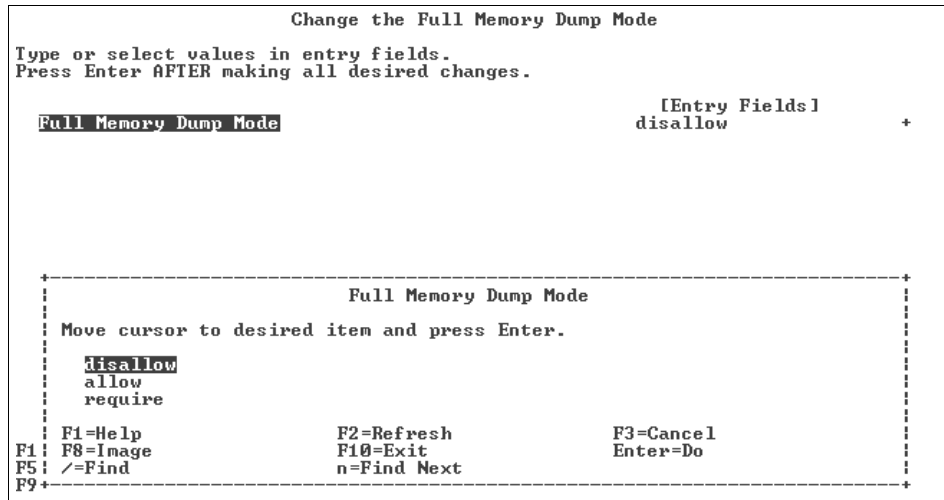 Change the Full Memory Dump Mode
Type or select values in entry fields.
Press Enter AFTER making all desired changes.
[Entry Fields]
Full Memory Dump Mode disallow +
Full Memory Dump Mode
Move cursor to desired item and press Enter.
disallow
allow
require
F1=Help F2=Refresh F3=Cancel
F1 F8=Image F10=Exit Enter=Do
F5 /=Find n=Find Next
F9